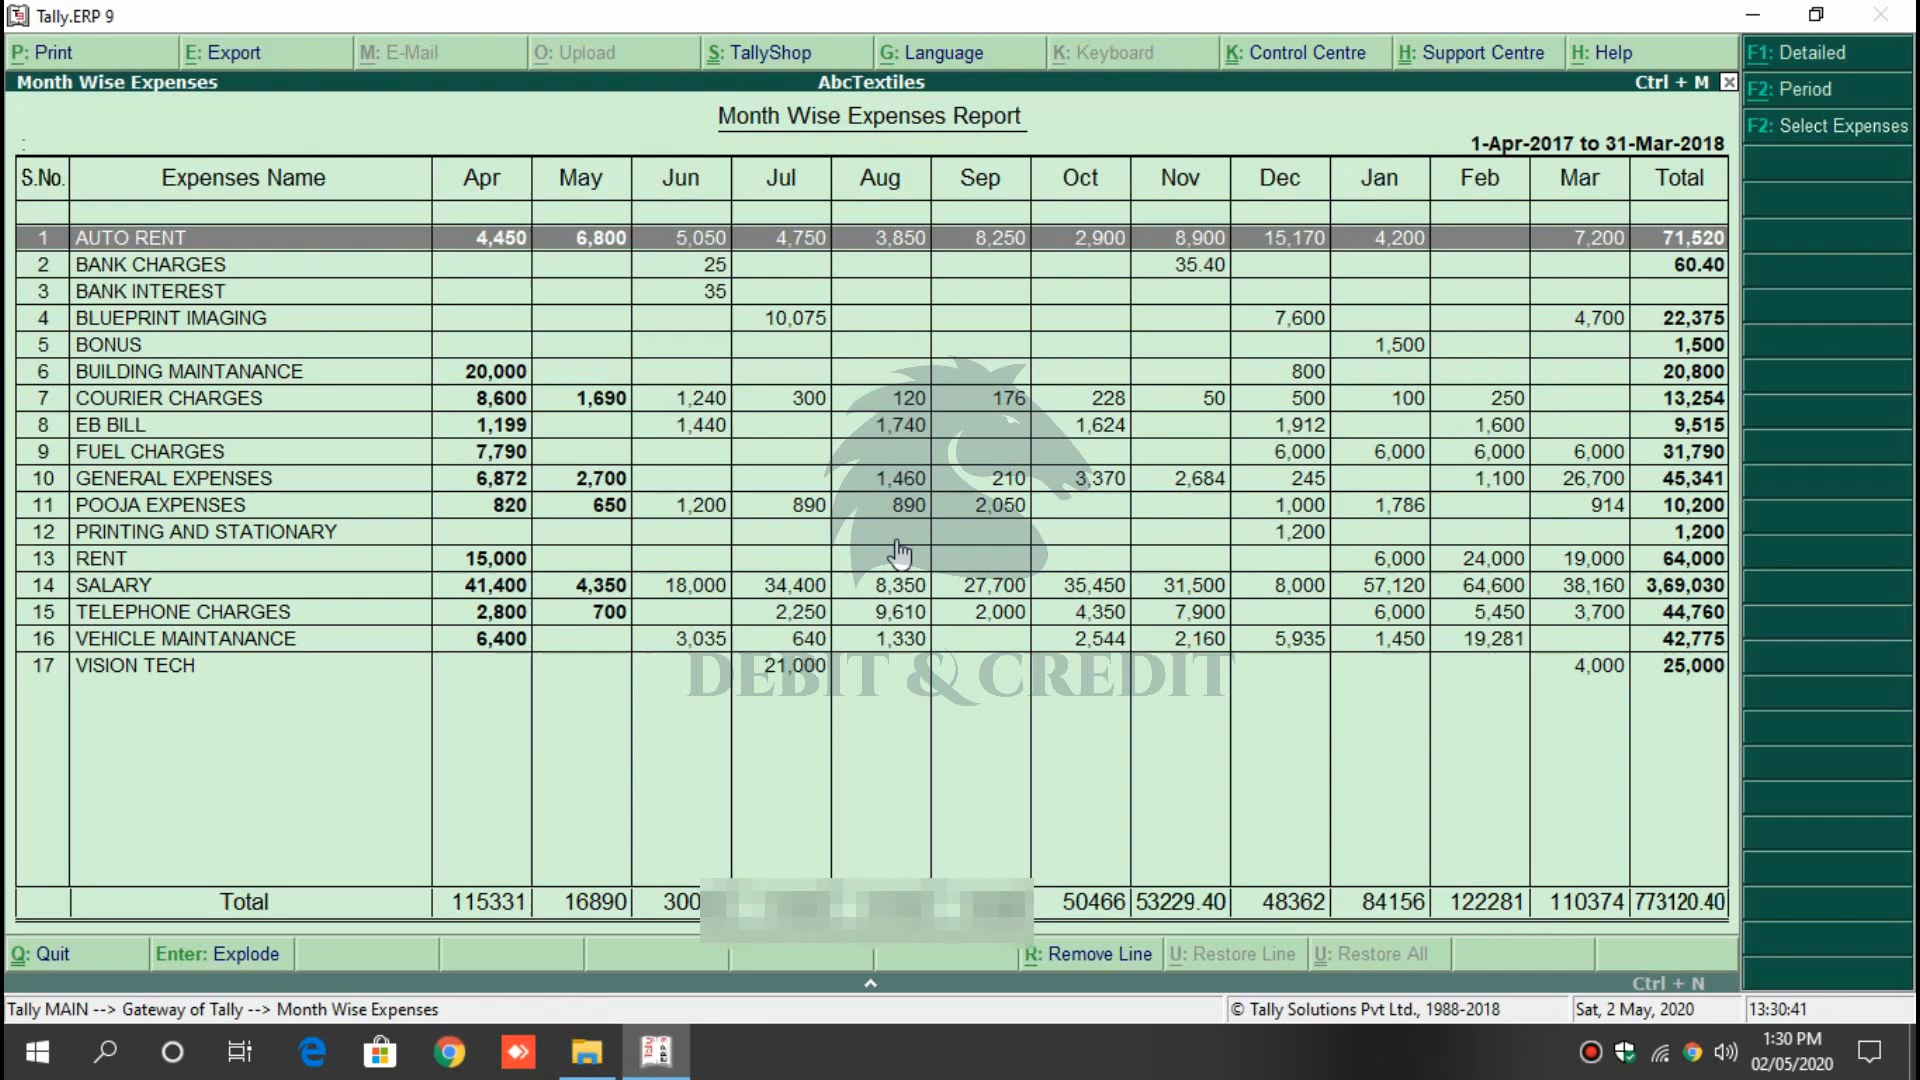 Tally.ERP 9
P: Print E: Export M: E-Mail O: Upload S: TallyShop G: Language K: Keyboard K: Control Centre H: Support Centre H: Help F1: Detailed
Month Wise Expenses AbcTextiles Ctrl + M
F2: Period
Month Wise Expenses Report
F2: Select Expenses
:
1-Apr-2017 to 31-Mar-2018
S.No. Expenses Name Apr May Jun Jul Aug Sep Oct Nov Dec Jan Feb Mar Total
1 AUTO RENT 4,450 6,800 5,050 4,750 3,850 8,250 2,900 8,900 15,170 4,200 7,200 71,520
2 BANK CHARGES 25 35.40 60.40
3 BANK INTEREST 35
4 BLUEPRINT IMAGING 10,075 7,600 4,700 22,375
5 BONUS 1,500 1,500
6 BUILDING MAINTANANCE 20,000 800 20,800
7 COURIER CHARGES 8,600 1,690 1,240 300 120 176 228 50 500 100 250 13,254
8 EB BILL 1,199 1,440 1,740 1,624 1,912 1,600 9,515
9 FUEL CHARGES 7,790 6,000 6,000 6,000 6,000 31,790
10 GENERAL EXPENSES 6,872 2,700 1,460 210 3,370 2,684 245 1,100 26,700 45,341
11 POOJA EXPENSES 820 650 1,200 890 890 2,050 1,000 1,786 914 10,200
12 PRINTING AND STATIONARY 1,200 1,200
13 RENT 15,000 6,000 24,000 19,000 64,000
14 SALARY 41,400 4,350 18,000 34,400 8,350 27,700 35,450 31,500 8,000 57,120 64,600 38,160 3,69,030
15 TELEPHONE CHARGES 2,800 700 2,250 9,610 2,000 4,350 7,900 6,000 5,450 3,700 44,760
16 VEHICLE MAINTANANCE 6,400 3,035 640 1,330 2,544 2,160 5,935 1,450 19,281 42,775
17 VISION TECH 21,000 4,000 25,000
DEBIT & CREDIT
Total 115331 16890 300 50466 53229.40 48362 84156 122281 110374 773120.40
Q: Quit Enter: Explode R: Remove Line U: Restore Line U: Restore All
Ctrl + N
Tally MAIN --> Gateway of Tally --> Month Wise Expenses © Tally Solutions Pvt Ltd., 1988-2018 Sat, 2 May, 2020 13:30:41
1:30 PM
02/05/2020